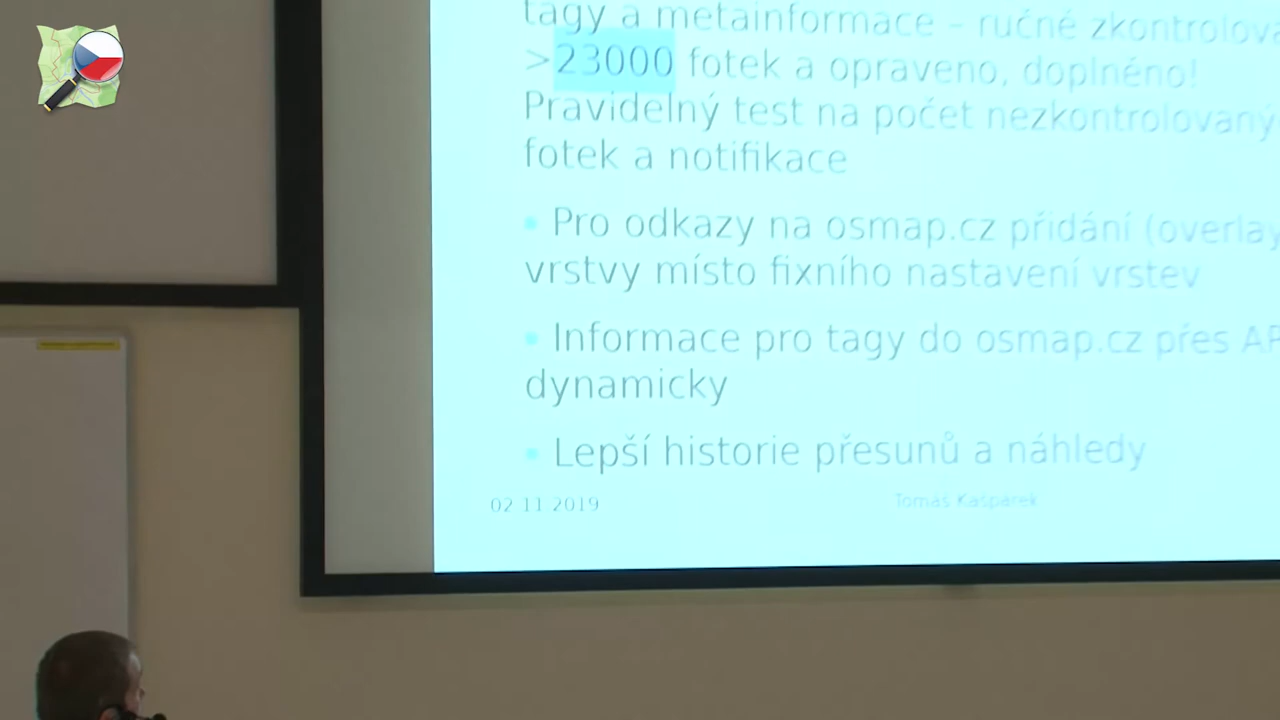 tagy a metainformace – ručně zkontrolova
>23000 fotek a opraveno, doplněno!
Pravidelný test na počet nezkontrolovaný
fotek a notifikace
• Pro odkazy na osmap.cz přidání (overlay
vrstvy místo fixního nastavení vrstev
• Informace pro tagy do osmap.cz přes AP
dynamicky
• Lepší historie přesunů a náhledy
02 11 2019
Tomáš Kašpárek